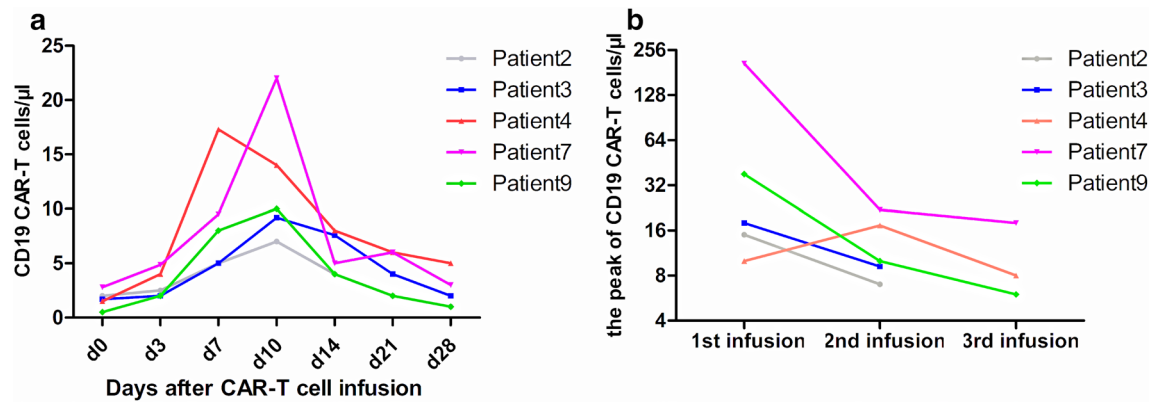 a
CD19 CAR-T cells/µl
25
20
15
10
5
0
d0
d3
d7
d10
d14
d21
d28
Days after CAR-T cell infusion
Patient2
Patient3
Patient4
Patient7
Patient9
b
the peak of CD19 CAR-T cells/µl
256
128
64
32
16
8
4
1st infusion
2nd infusion
3rd infusion
Patient2
Patient3
Patient4
Patient7
Patient9